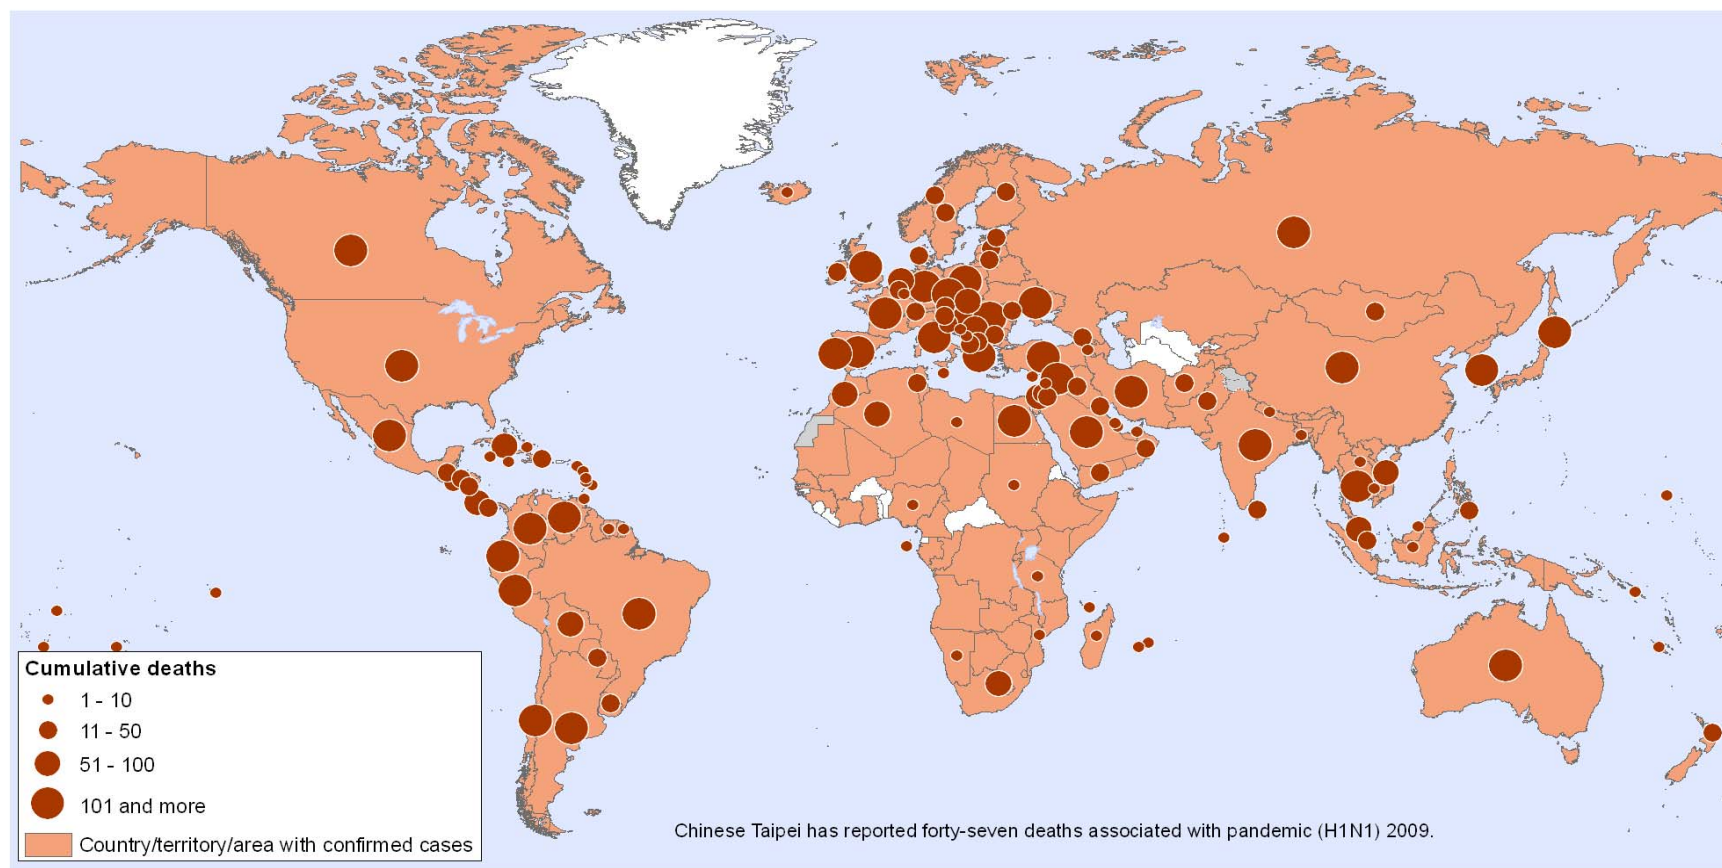 Cumulative deaths
1 - 10
11 - 50
51 - 100
101 and more
Country/territory/area with confirmed cases
Chinese Taipei has reported forty-seven deaths associated with pandemic (H1N1) 2009.